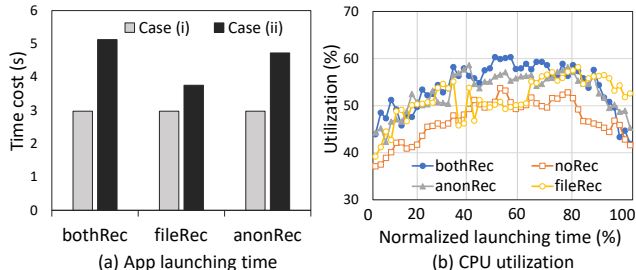 Time cost (s)
6
5
4
3
2
1
0
Case (i)
Case (ii)
bothRec
fileRec
anonRec
(a) App launching time
Utilization (%)
70
60
50
40
30
bothRec
noRec
anonRec
fileRec
0
20
40
60
80
100
Normalized launching time (%)
(b) CPU utilization